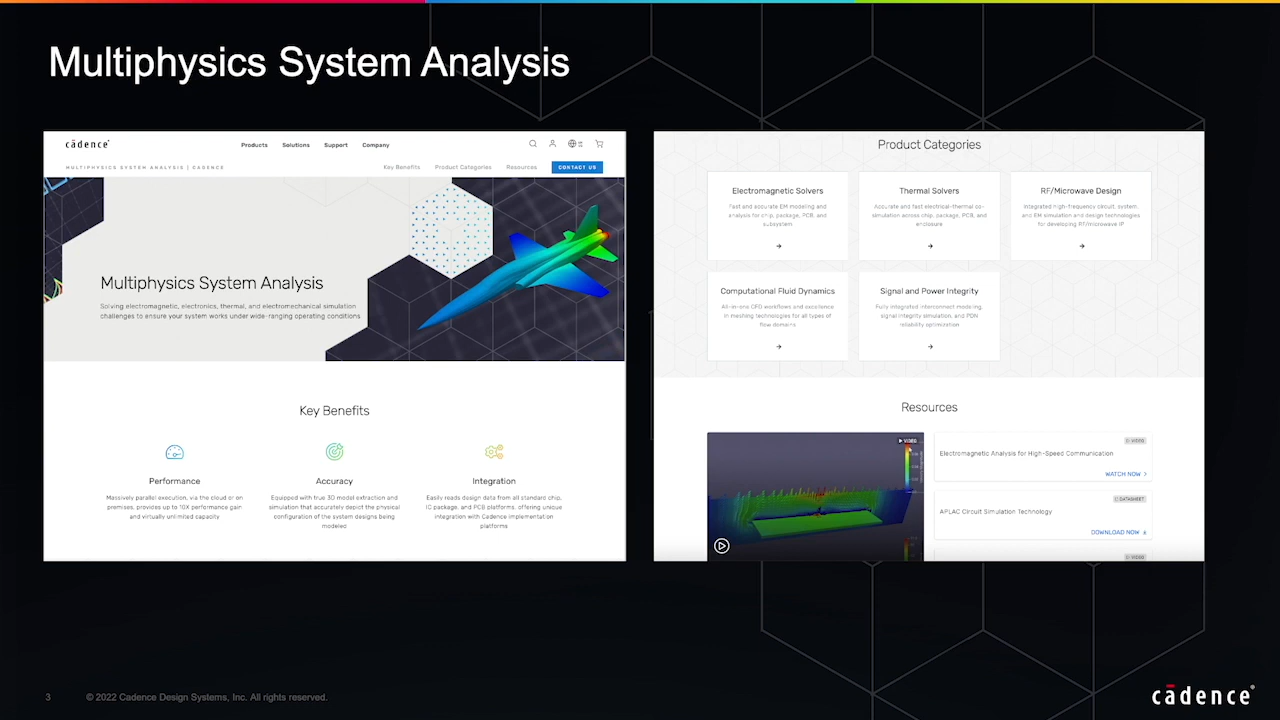 Multiphysics System Analysis
cādence®
Products Solutions Support Company
MULTIPHYSICS SYSTEM ANALYSIS | CADENCE
Key Benefits Product Categories Resources CONTACT US
Multiphysics System Analysis
Solving electromagnetic, electronics, thermal, and electromechanical simulation
challenges to ensure your system works under wide-ranging operating conditions
Key Benefits
Performance
Massively parallel execution, via the cloud or on
premises, provides up to 10X performance gain
and virtually unlimited capacity
Accuracy
Equipped with true 3D model extraction and
simulation that accurately depict the physical
configuration of the system designs being
modeled
Integration
Easily reads design data from all standard chip,
IC package, and PCB platforms, offering unique
integration with Cadence implementation
platforms
Product Categories
Electromagnetic Solvers
Fast and accurate EM modeling and
analysis for chip, package, PCB, and
subsystem
Thermal Solvers
Accurate and fast electrical-thermal co-
simulation across chip, package, PCB, and
enclosure
RF/Microwave Design
Integrated high-frequency circuit, system,
and EM simulation and design technologies
for developing RF/microwave IP
Computational Fluid Dynamics
All-in-one CFD workflows and excellence
in meshing technologies for all types of
flow domains
Signal and Power Integrity
Fully integrated interconnect modeling,
signal integrity simulation, and PDN
reliability optimization
Resources
VIDEO
VIDEO
Electromagnetic Analysis for High-Speed Communication
WATCH NOW
DATASHEET
APLAC Circuit Simulation Technology
DOWNLOAD NOW
VIDEO
3
© 2022 Cadence Design Systems, Inc. All rights reserved.
cādence®